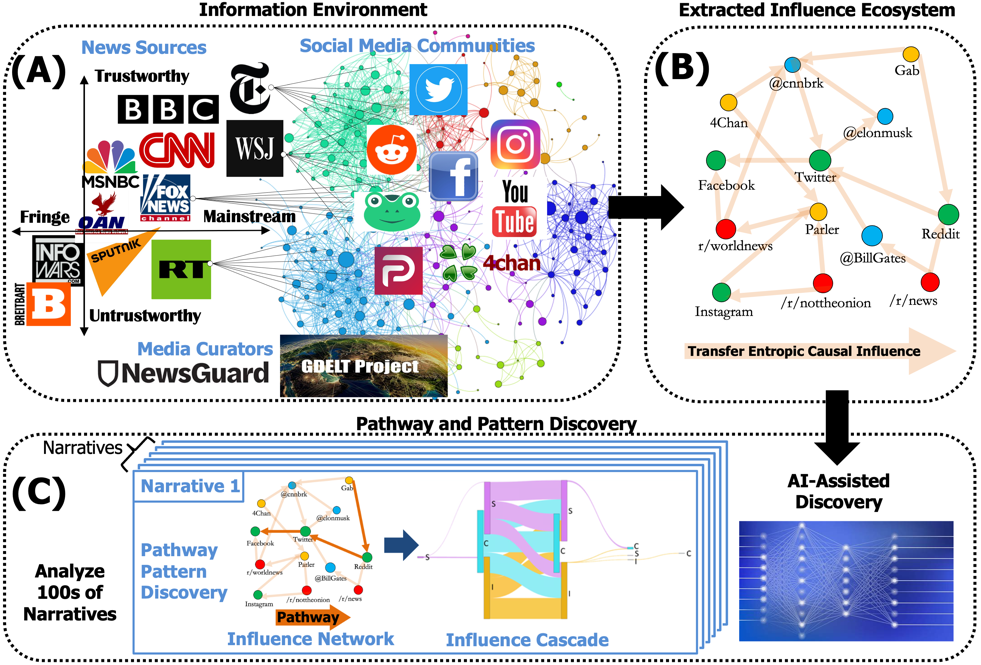 Information Environment
(A)
News Sources
Social Media Communities
Trustworthy
BBC
T
WSJ
CNN
MSNBC
FOX
NEWS
channel
OAN
Fringe
Mainstream
You
Tube
INFO
WARS
.COM
SPUTNIK
RT
4chan
BREITBART
B
Untrustworthy
Media Curators
NewsGuard
GDELT Project
Extracted Influence Ecosystem
(B)
Gab
@cnnbrk
4Chan
@elonmusk
Facebook
Twitter
Parler
Reddit
r/worldnews
@BillGates
Instagram
/r/nottheonion
/r/news
Transfer Entropic Causal Influence
Pathway and Pattern Discovery
Narratives
(C)
Narrative 1
Pathway
Pattern
Discovery
Analyze
100s of
Narratives
@cnnbrk
Gab
4Chan
@elonmusk
Facebook
Twitter
Parler
Reddit
r/worldnews
@BillGates
Instagram
/r/nottheonion
/r/news
Pathway
Influence Network
S
S
C
I
S
C
I
C
S
I
C
Influence Cascade
AI-Assisted
Discovery